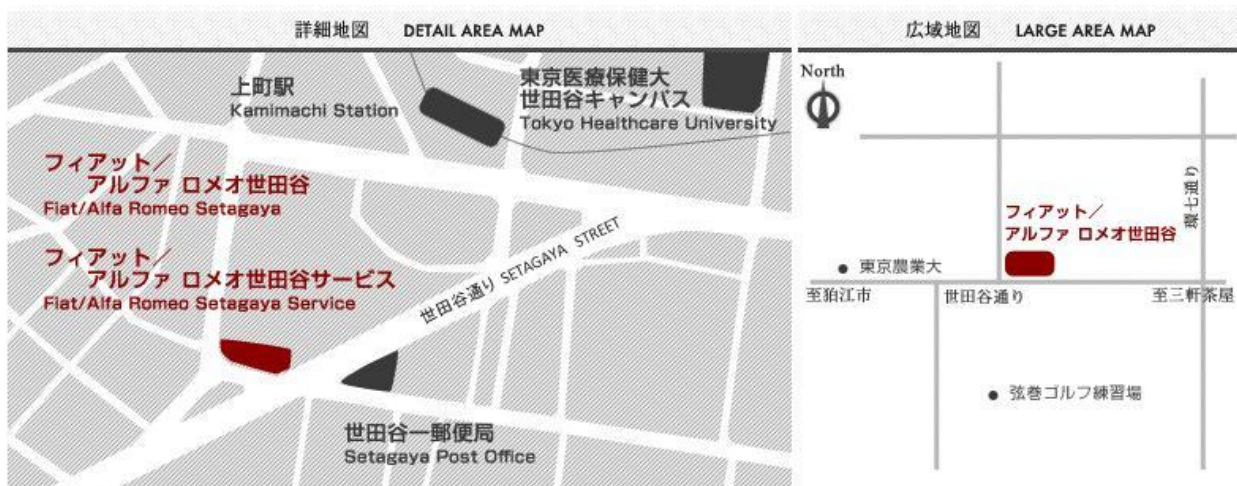 詳細地図 DETAIL AREA MAP
上町駅
Kamimachi Station
東京医療保健大
世田谷キャンパス
Tokyo Healthcare University
フィアット／
アルファ ロメオ世田谷
Fiat/Alfa Romeo Setagaya
フィアット／
アルファ ロメオ世田谷サービス
Fiat/Alfa Romeo Setagaya Service
世田谷通り SETAGAYA STREET
世田谷一郵便局
Setagaya Post Office
広域地図 LARGE AREA MAP
North
環七通り
フィアット／
アルファ ロメオ世田谷
東京農業大
至狛江市 世田谷通り 至三軒茶屋
弦巻ゴルフ練習場